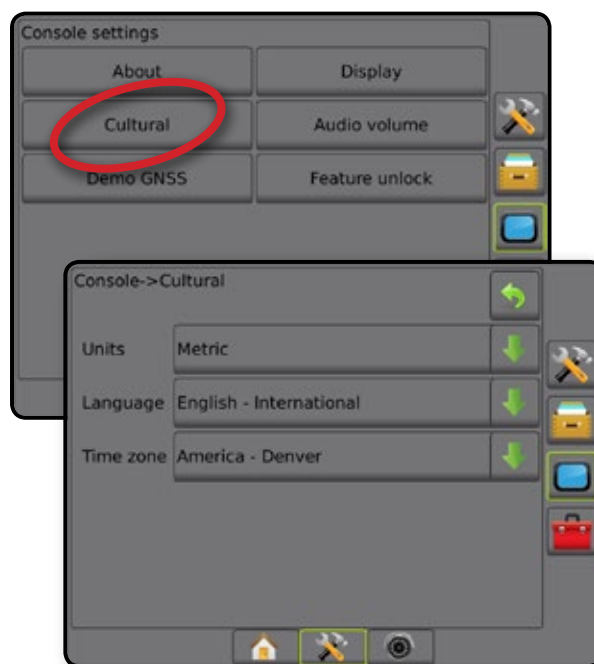 Console settings
About Display
Cultural Audio volume
Demo GNSS Feature unlock
Console->Cultural
Units Metric
Language English - International
Time zone America - Denver